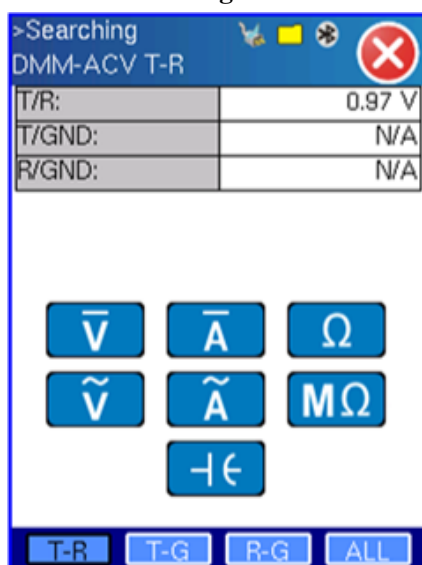 >Searching
DMM-ACV T-R
T/R: 0.97 V
T/GND: N/A
R/GND: N/A
V̅ A̅ Ω
Ṽ Ã MΩ
T-R T-G R-G ALL